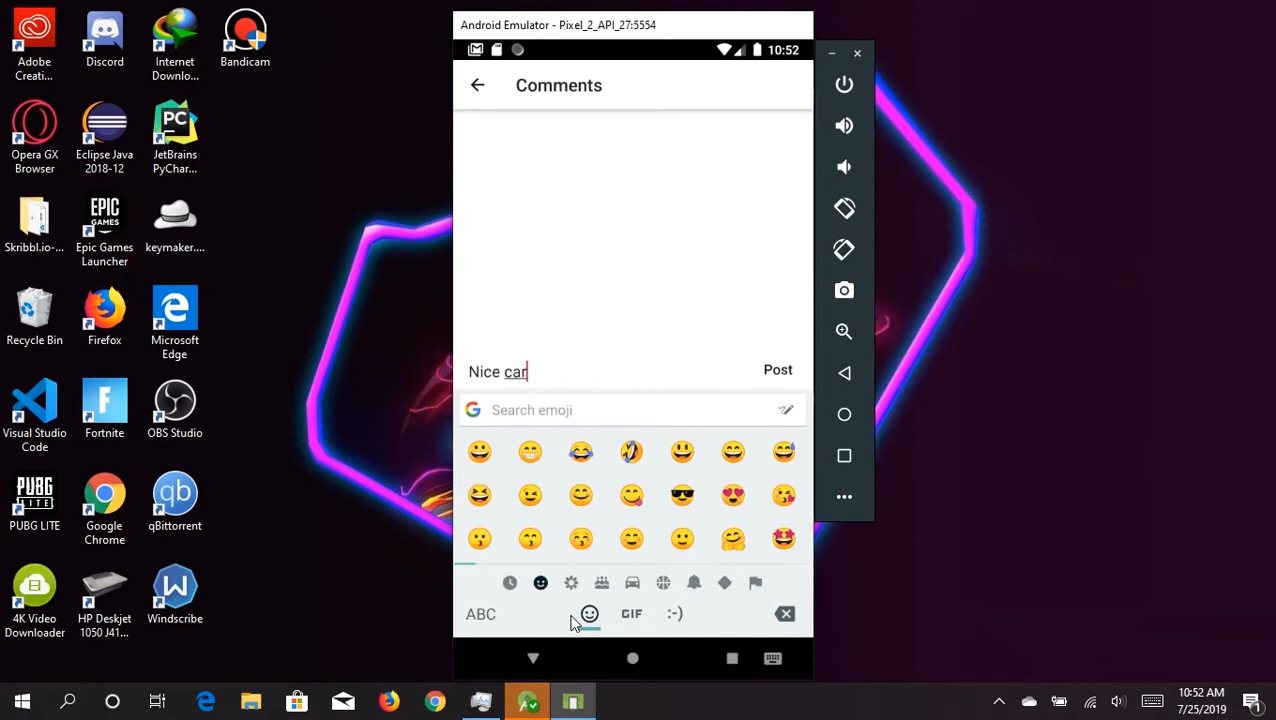 Adobe
Creati...
Discord
Internet
Downlo...
Bandicam
Opera GX
Browser
Eclipse Java
2018-12
PC
JetBrains
PyChar...
Skribbl.io-...
EPIC
GAMES
Epic Games
Launcher
keymaker....
Recycle Bin
Firefox
Microsoft
Edge
Visual Studio
Code
F
Fortnite
OBS Studio
PUBG
LITE
PUBG LITE
Google
Chrome
qb
qBittorrent
4K Video
Downloader
HP Deskjet
1050 J41...
Windscribe
Android Emulator - Pixel_2_API_27:5554
10:52
Comments
Nice car
Post
G
Search emoji
ABC
GIF
:-)
10:52 AM
7/25/2019
1